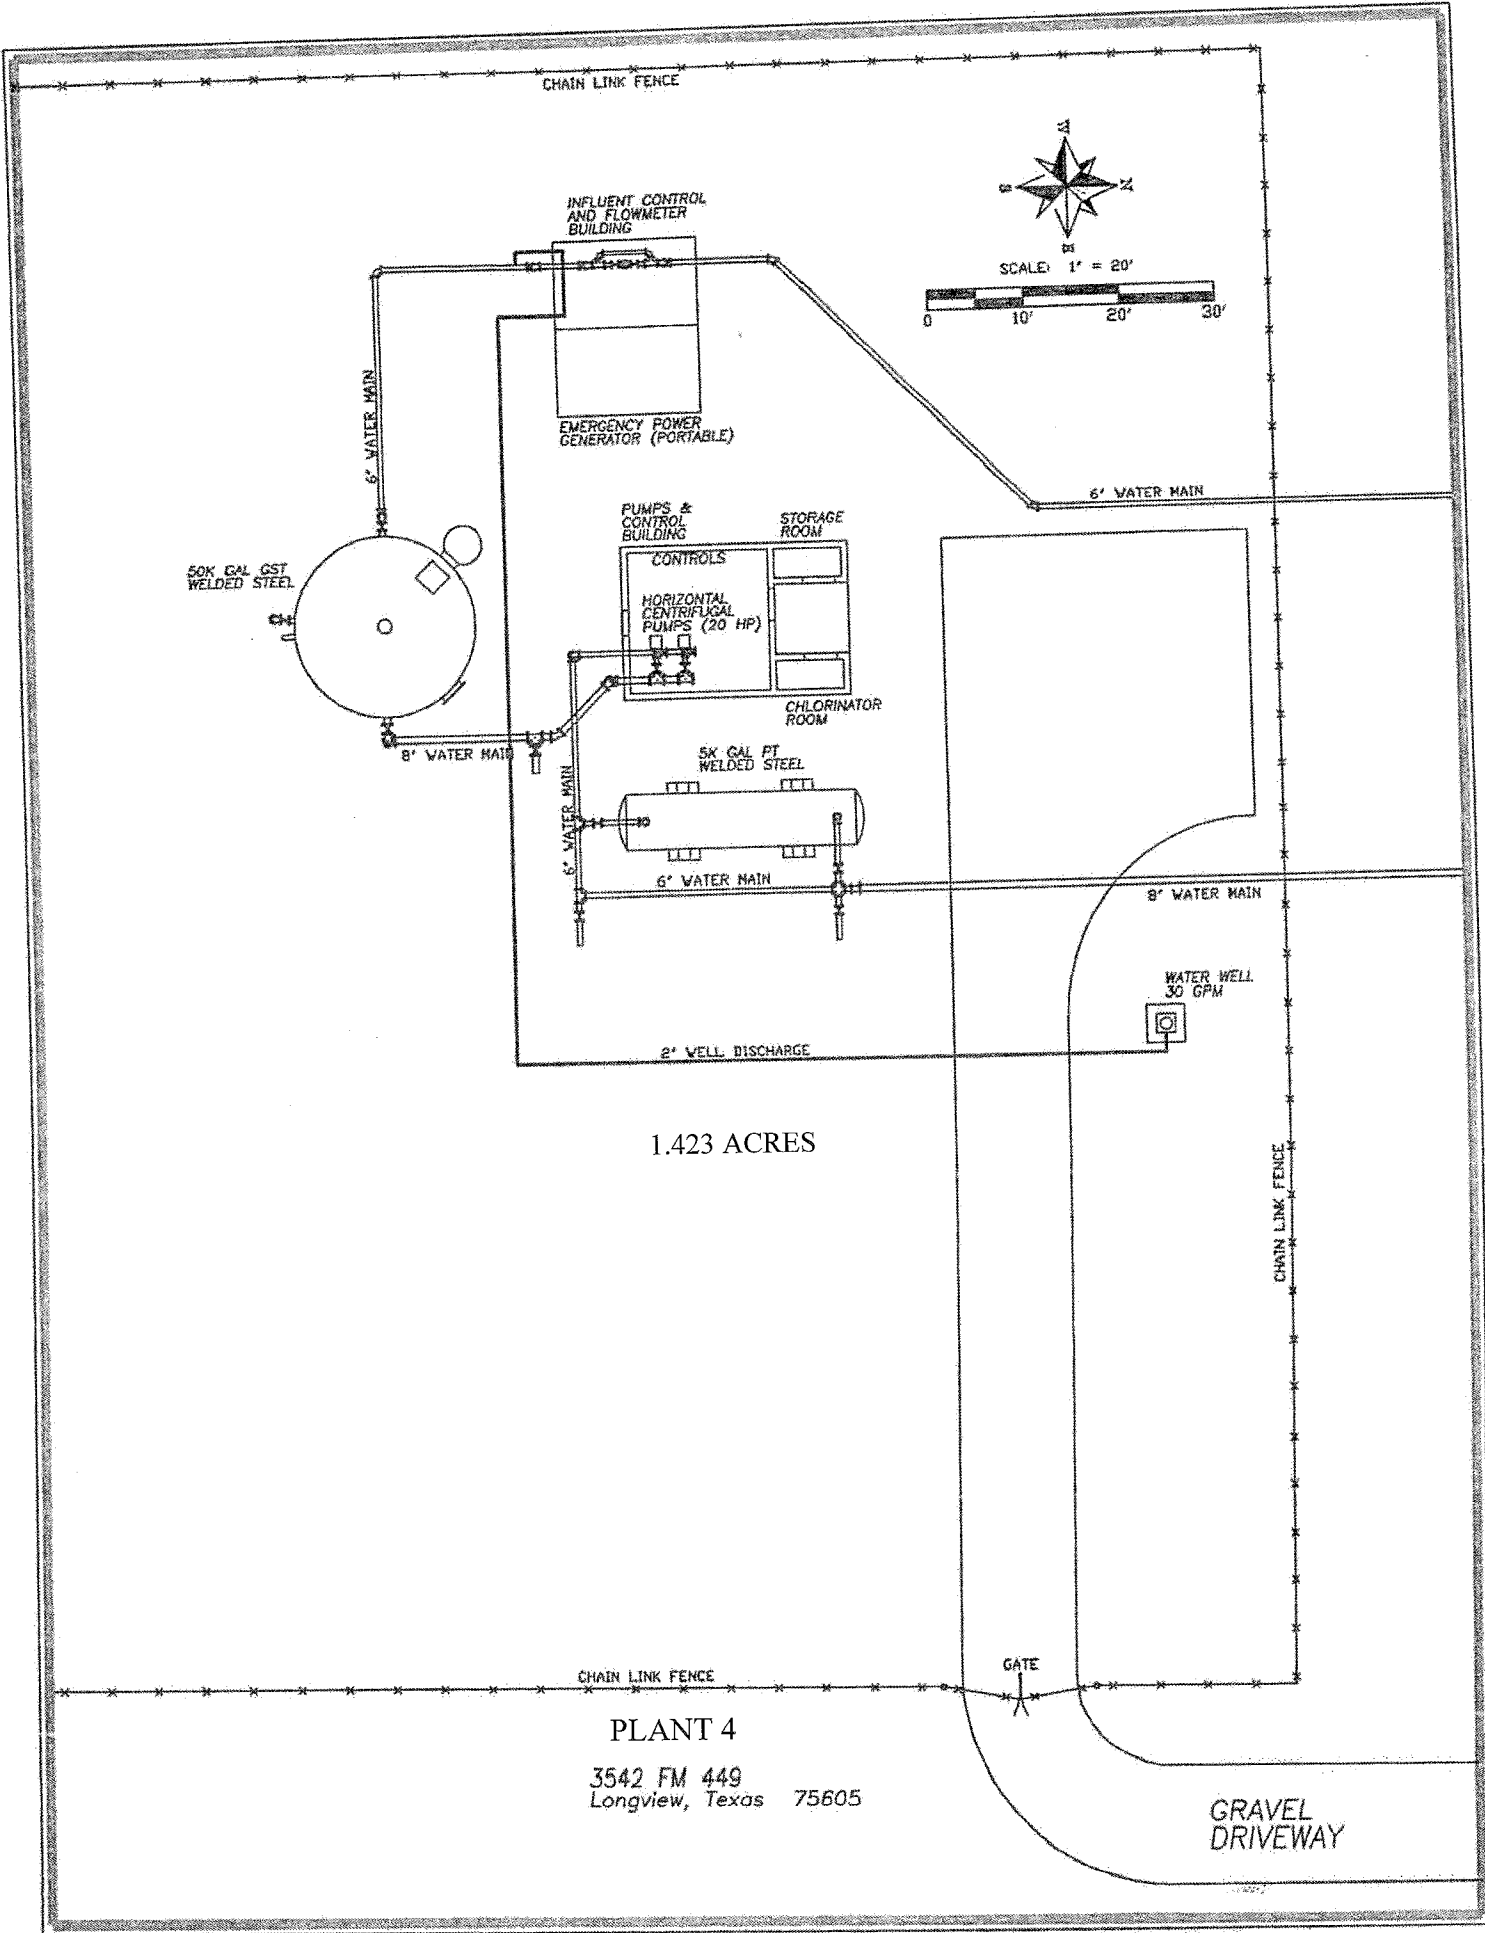 CHAIN LINK FENCE
W
S
N
E
SCALE: 1" = 20'
0
10'
20'
30'
INFLUENT CONTROL
AND FLOWMETER
BUILDING
6" WATER MAIN
EMERGENCY POWER
GENERATOR (PORTABLE)
6" WATER MAIN
PUMPS &
CONTROL
BUILDING
STORAGE
ROOM
CONTROLS
50K GAL GST
WELDED STEEL
HORIZONTAL
CENTRIFUGAL
PUMPS (20 HP)
CHLORINATOR
ROOM
8" WATER MAIN
5K GAL PT
WELDED STEEL
6" WATER MAIN
6" WATER MAIN
8" WATER MAIN
WATER WELL
30 GPM
2" WELL DISCHARGE
1.423 ACRES
CHAIN LINK FENCE
GATE
CHAIN LINK FENCE
PLANT 4
3542 FM 449
Longview, Texas 75605
GRAVEL
DRIVEWAY